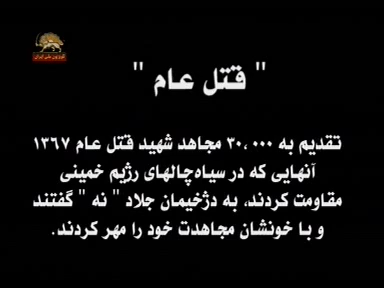 " قتل عام "
تقدیم به ۳۰،۰۰۰ مجاهد شهید قتل عام ۱۳۶۷
آنهایی که در سیاه‌چالهای رژیم خمینی
مقاومت کردند، به دژخیمان جلاد " نه " گفتند
و با خونشان مجاهدت خود را مهر کردند.